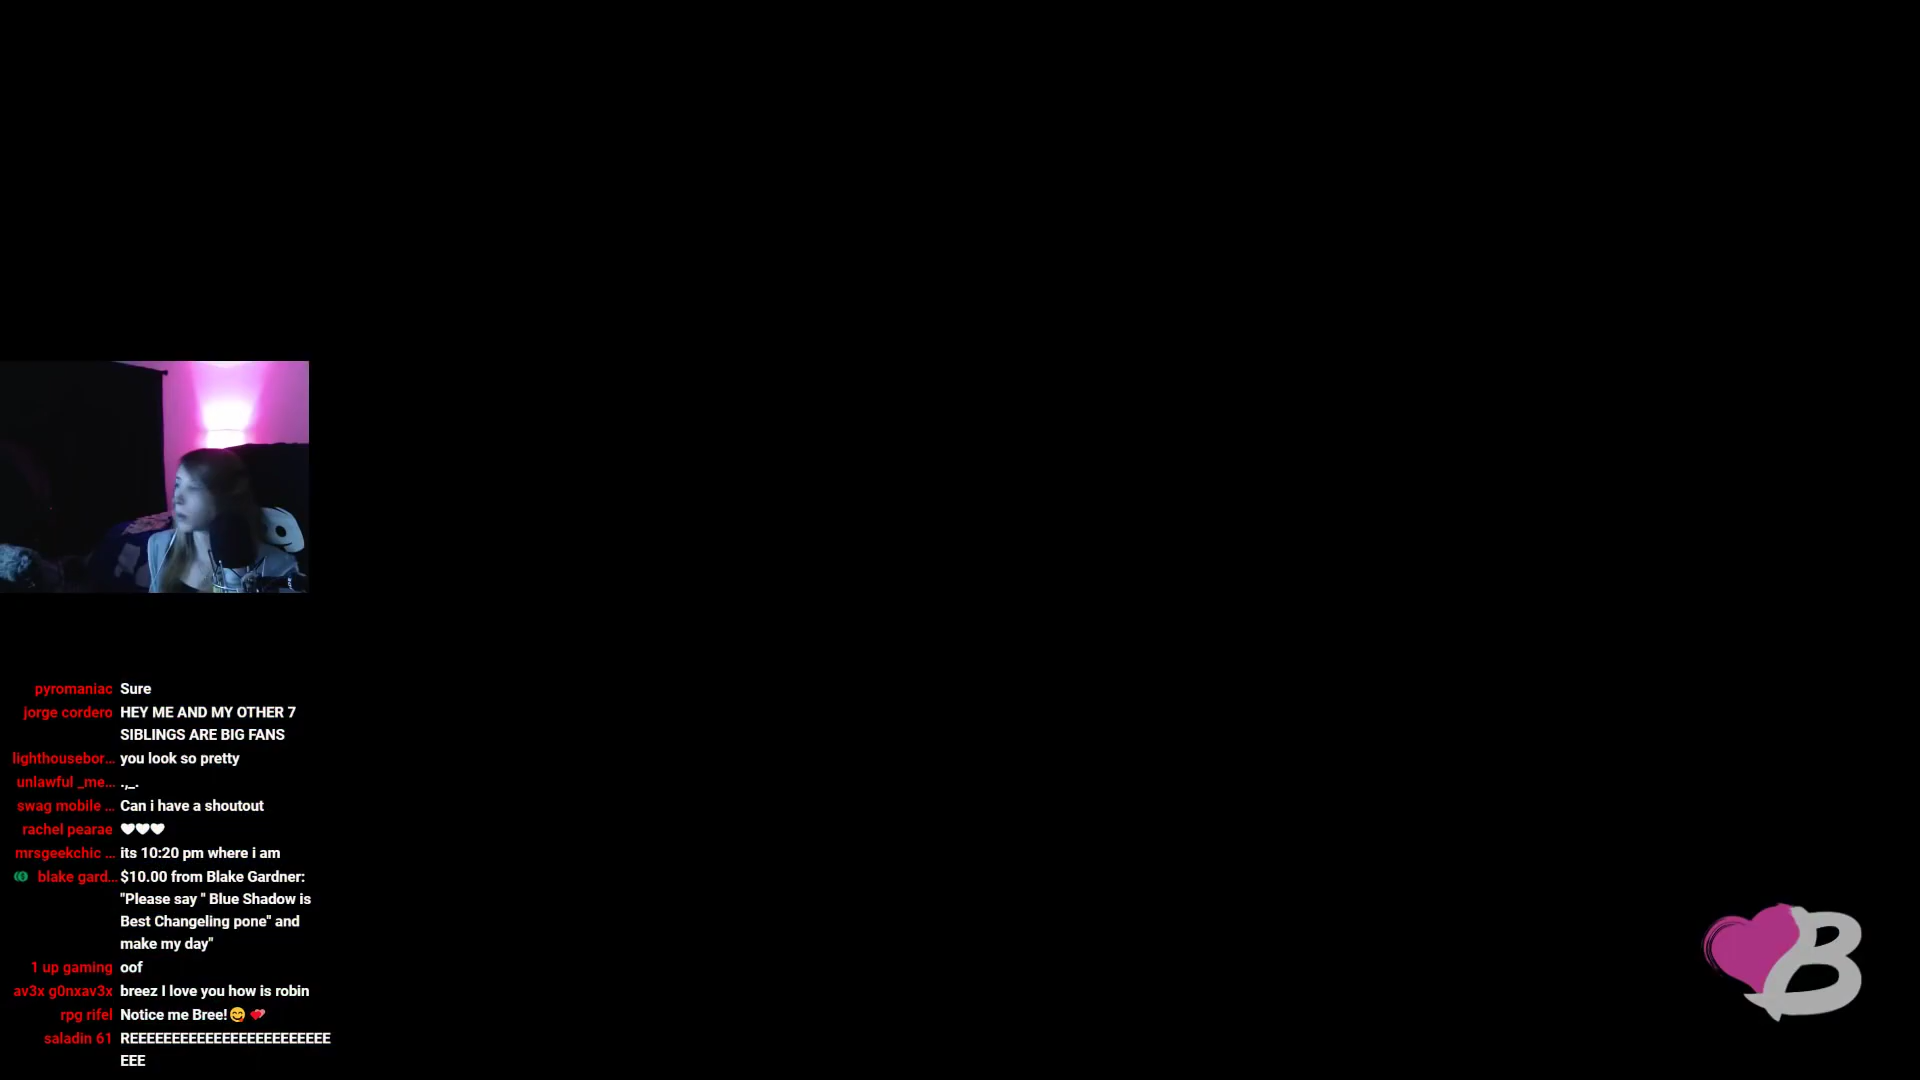 pyromaniac Sure
jorge cordero HEY ME AND MY OTHER 7
SIBLINGS ARE BIG FANS
lighthousebor... you look so pretty
unlawful _me... .,_.
swag mobile ... Can i have a shoutout
rachel pearae 🤍🤍🤍
mrsgeekchic ... its 10:20 pm where i am
blake gard... $10.00 from Blake Gardner:
"Please say " Blue Shadow is
Best Changeling pone" and
make my day"
1 up gaming oof
av3x g0nxav3x breez I love you how is robin
rpg rifel Notice me Bree!😋 💕
saladin 61 REEEEEEEEEEEEEEEEEEEEEEEE
EEE
B